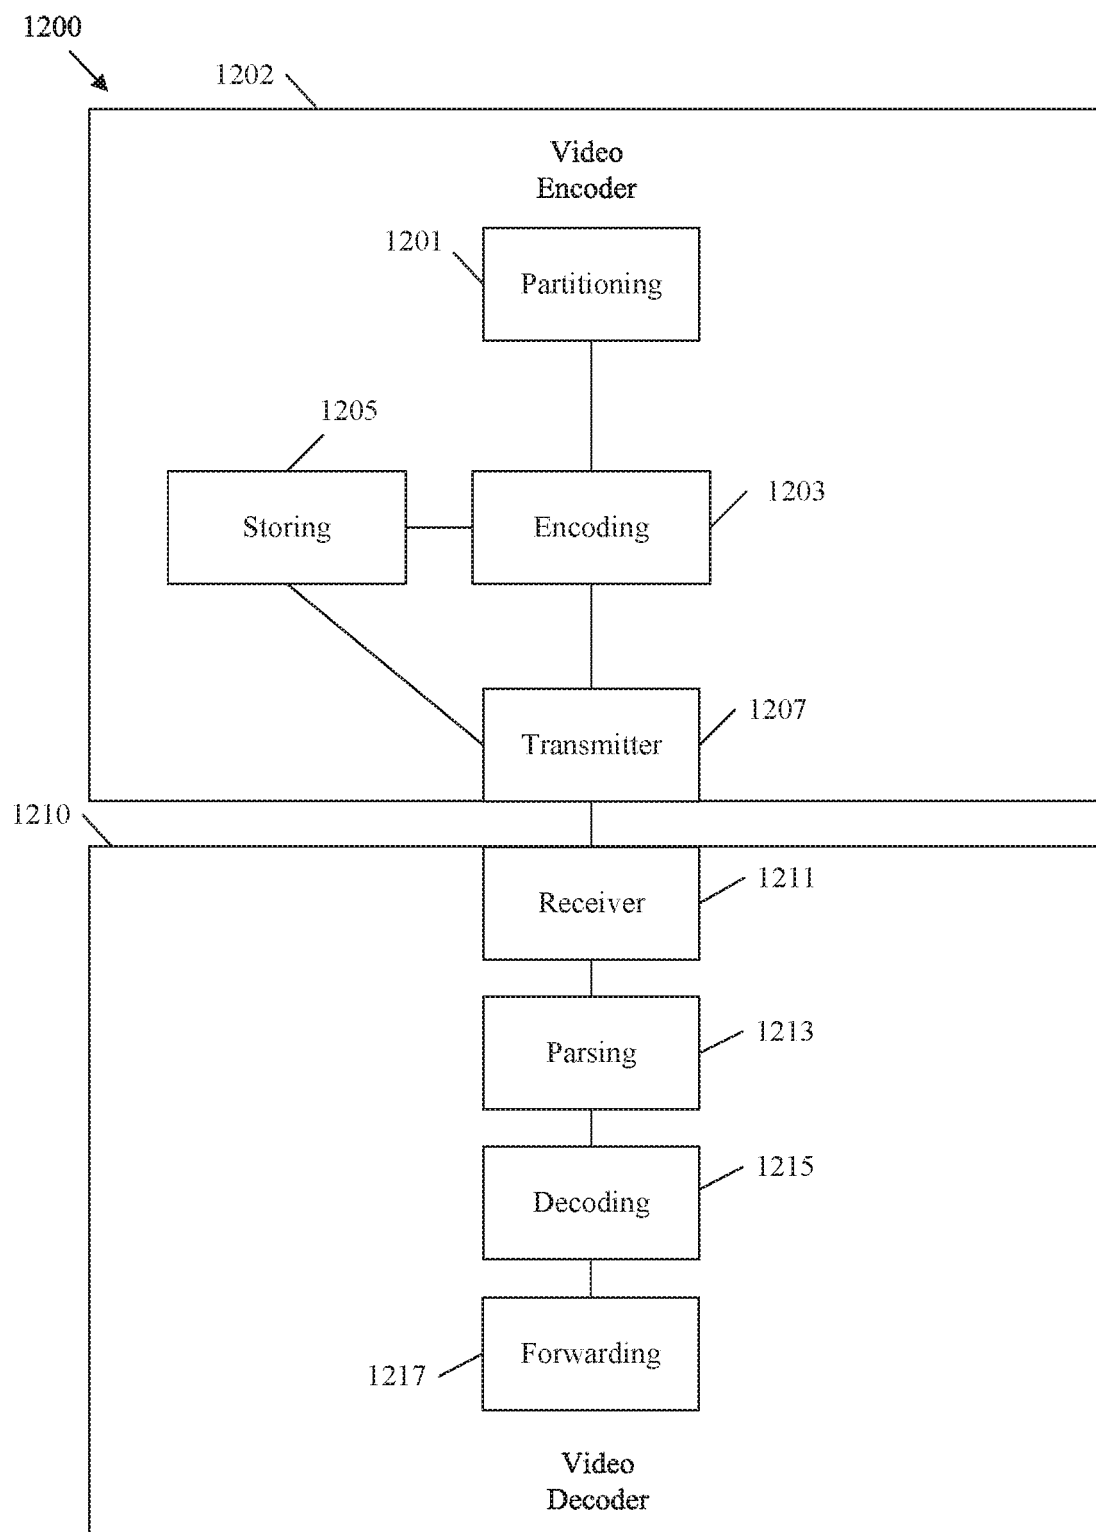 1200
1202
Video
Encoder
1201
Partitioning
1205
Storing
Encoding
1203
Transmitter
1207
1210
Receiver
1211
Parsing
1213
Decoding
1215
Forwarding
1217
Video
Decoder